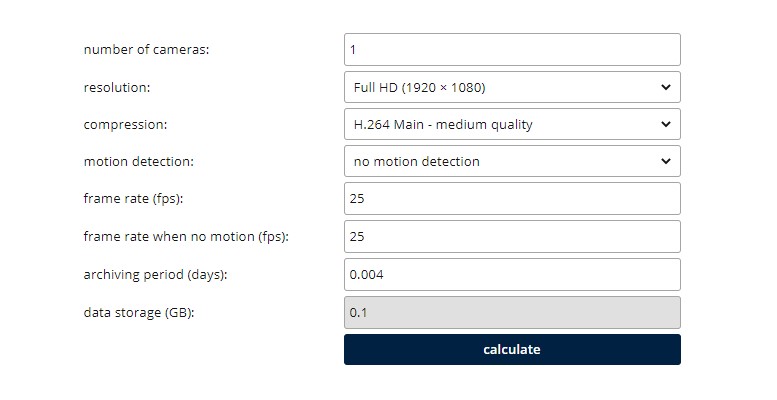 number of cameras: 1
resolution: Full HD (1920 × 1080)
compression: H.264 Main - medium quality
motion detection: no motion detection
frame rate (fps): 25
frame rate when no motion (fps): 25
archiving period (days): 0.004
data storage (GB): 0.1
calculate